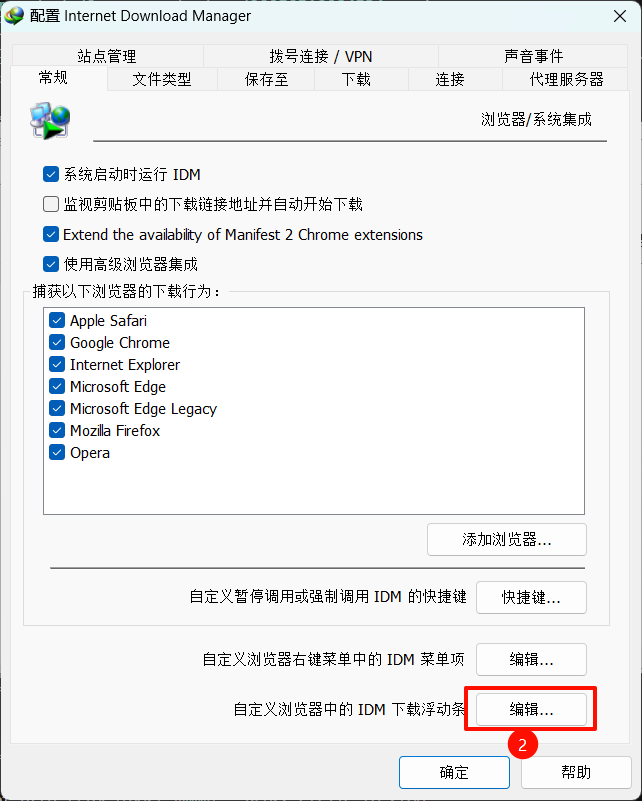 配置 Internet Download Manager
站点管理 拨号连接 / VPN 声音事件
常规 文件类型 保存至 下载 连接 代理服务器
浏览器/系统集成
系统启动时运行 IDM
监视剪贴板中的下载链接地址并自动开始下载
Extend the availability of Manifest 2 Chrome extensions
使用高级浏览器集成
捕获以下浏览器的下载行为：
Apple Safari
Google Chrome
Internet Explorer
Microsoft Edge
Microsoft Edge Legacy
Mozilla Firefox
Opera
添加浏览器...
自定义暂停调用或强制调用 IDM 的快捷键 快捷键...
自定义浏览器右键菜单中的 IDM 菜单项 编辑...
自定义浏览器中的 IDM 下载浮动条 编辑...
2
确定 帮助